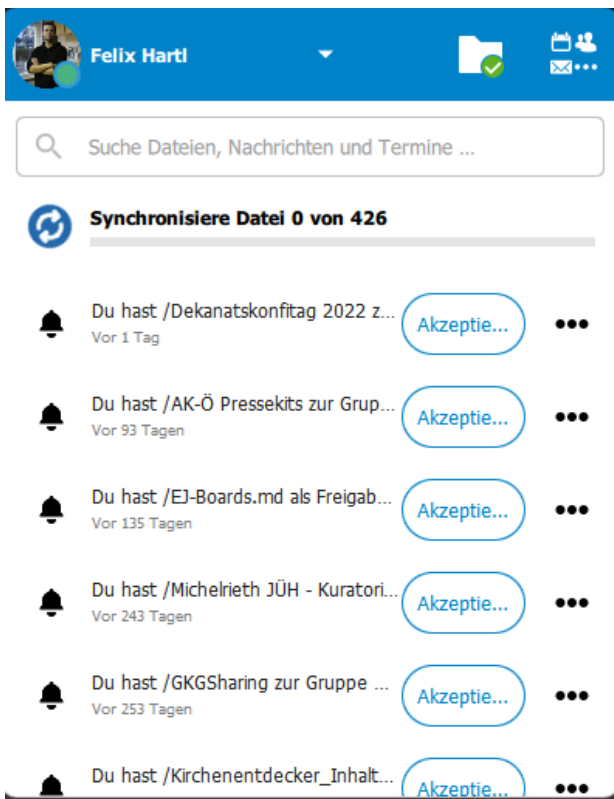 Felix Hartl
Suche Dateien, Nachrichten und Termine ...
Synchronisiere Datei 0 von 426
Du hast /Dekanatskonfitag 2022 z...
Akzeptie...
Vor 1 Tag
Du hast /AK-Ö Pressekits zur Grup...
Akzeptie...
Vor 93 Tagen
Du hast /EJ-Boards.md als Freigab...
Akzeptie...
Vor 135 Tagen
Du hast /Michelrieth JÜH - Kuratori...
Akzeptie...
Vor 243 Tagen
Du hast /GKGSharing zur Gruppe ...
Akzeptie...
Vor 253 Tagen
Du hast /Kirchenentdecker_Inhalt...
Akzeptie...